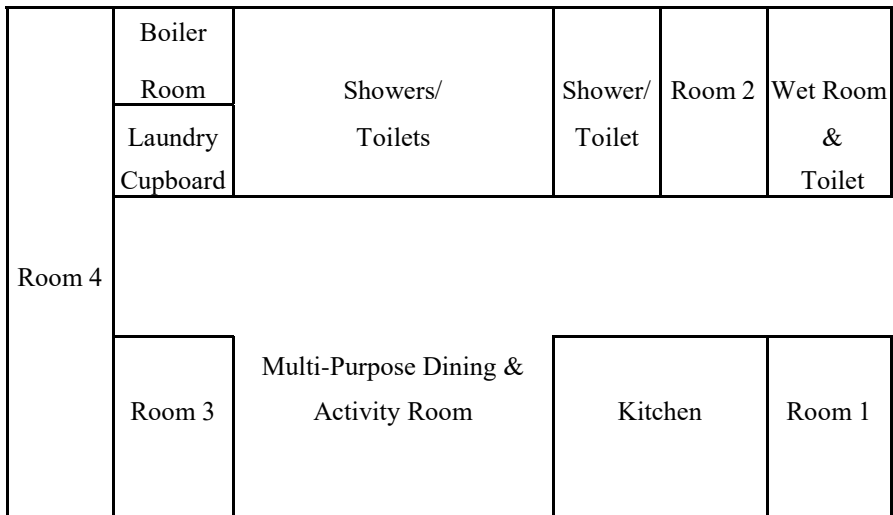 Boiler
Room
Showers/
Toilets
Shower/
Toilet
Room 2
Wet Room
&
Toilet
Laundry
Cupboard
Room 4
Room 3
Multi-Purpose Dining &
Activity Room
Kitchen
Room 1